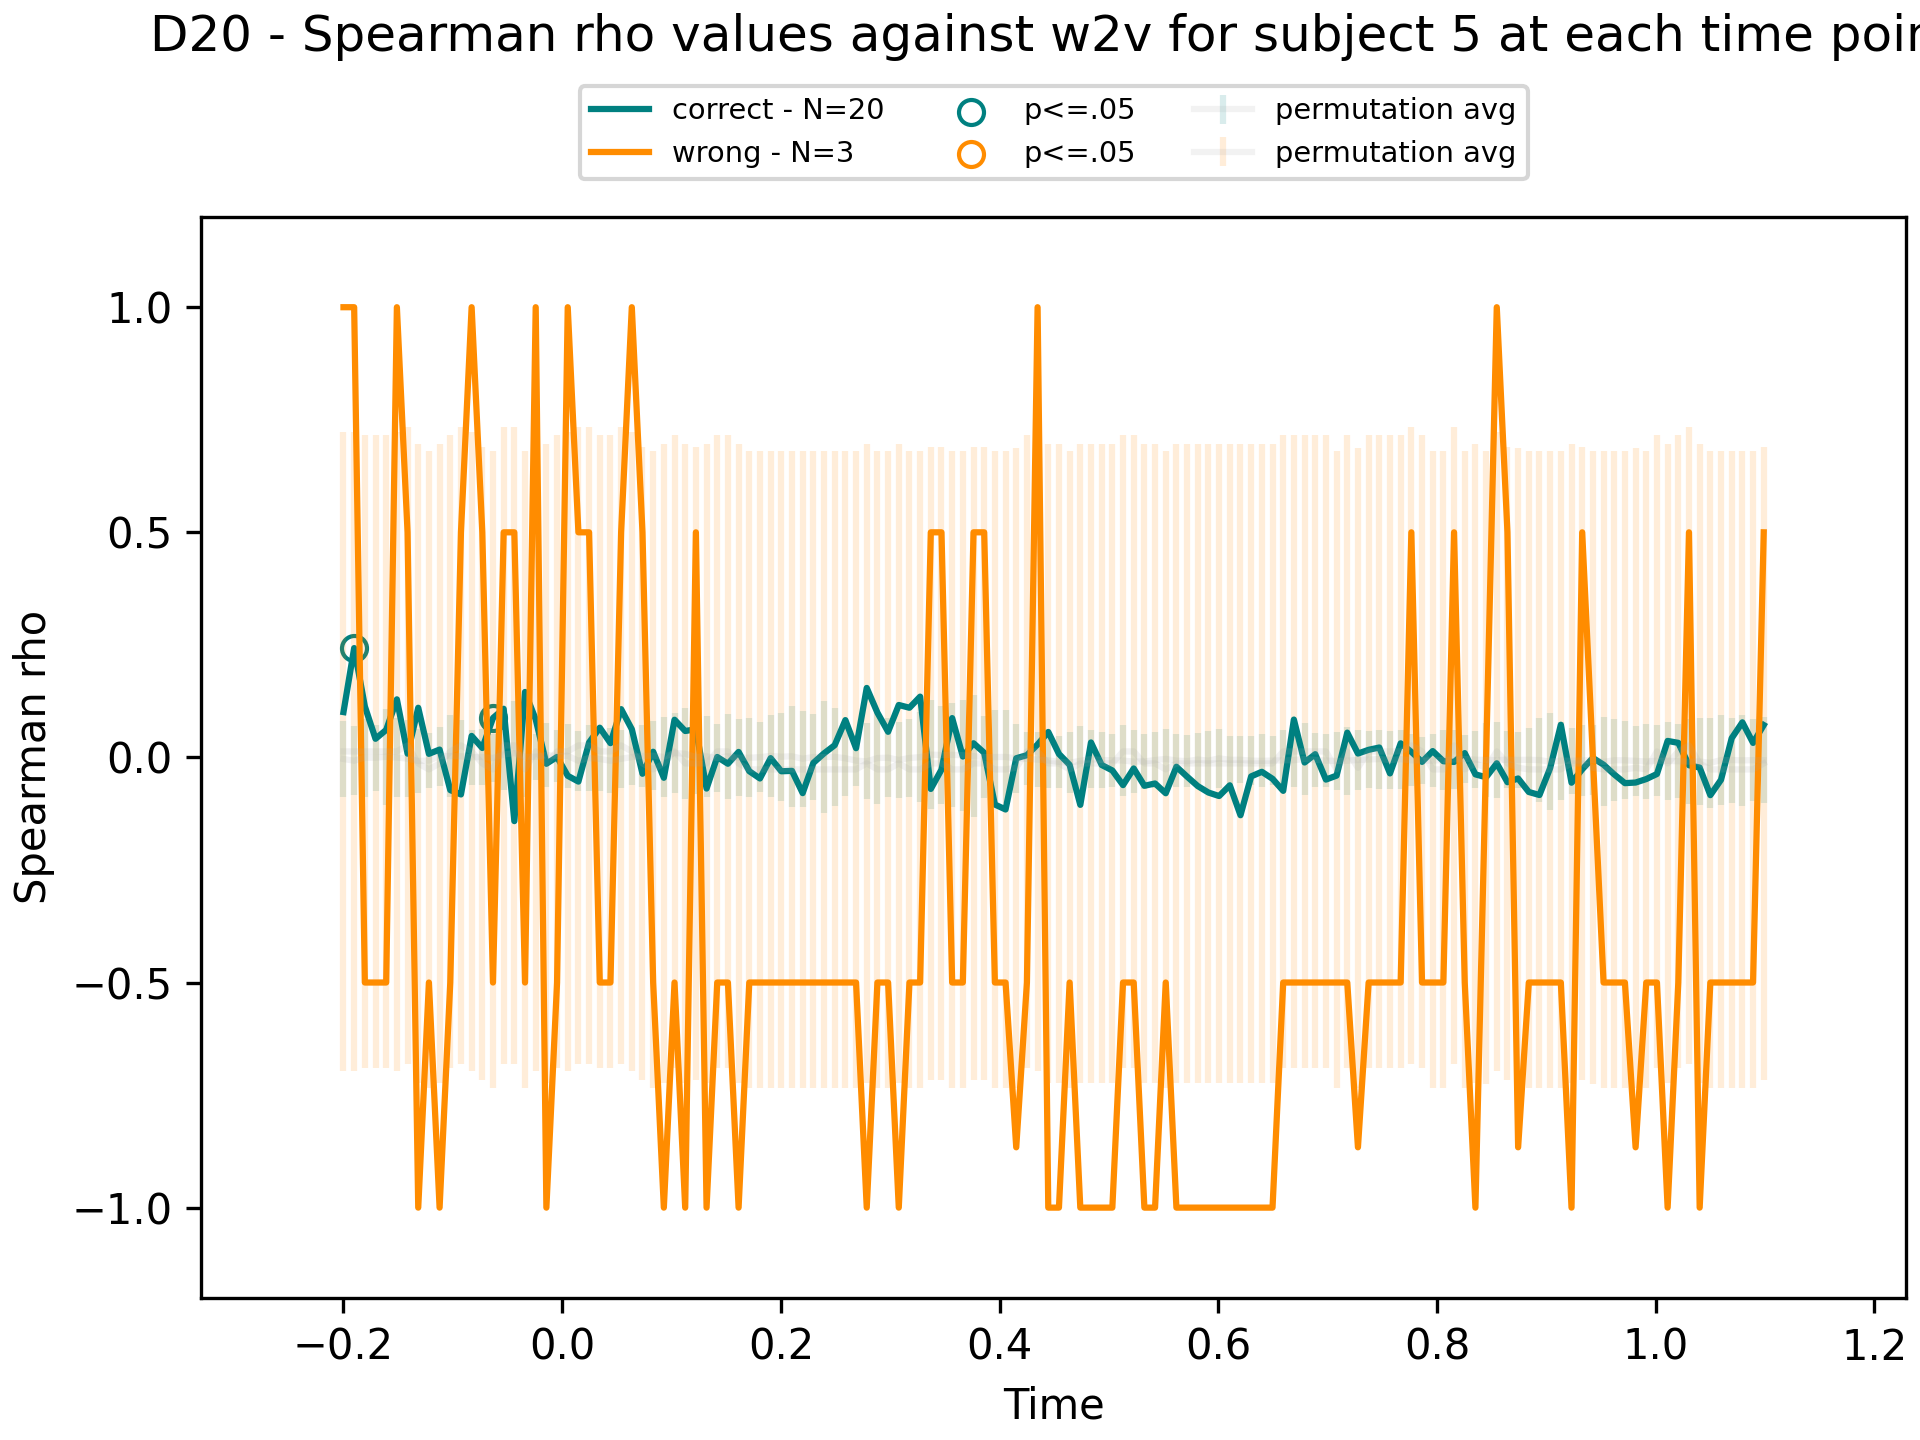 D20 - Spearman rho values against w2v for subject 5 at each time poi
correct - N=20
wrong - N=3
p<=.05
p<=.05
permutation avg
permutation avg
Spearman rho
1.0
0.5
0.0
−0.5
−1.0
−0.2 0.0 0.2 0.4 0.6 0.8 1.0 1.2
Time